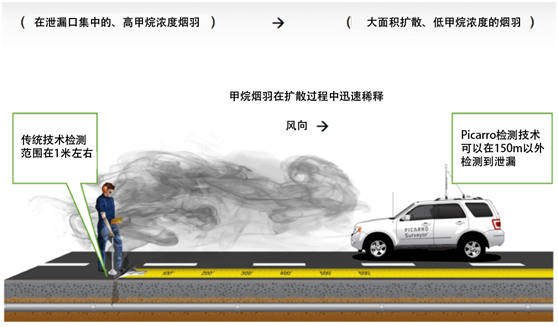 （ 在泄漏口集中的、高甲烷浓度烟羽 ） → （ 大面积扩散、低甲烷浓度的烟羽 ）
甲烷烟羽在扩散过程中迅速稀释
风向 →
传统技术检测
范围在1米左右
Picarro检测技术
可以在150m以外
检测到泄漏
PICARRO
Surveyor
100' 200' 300' 400'